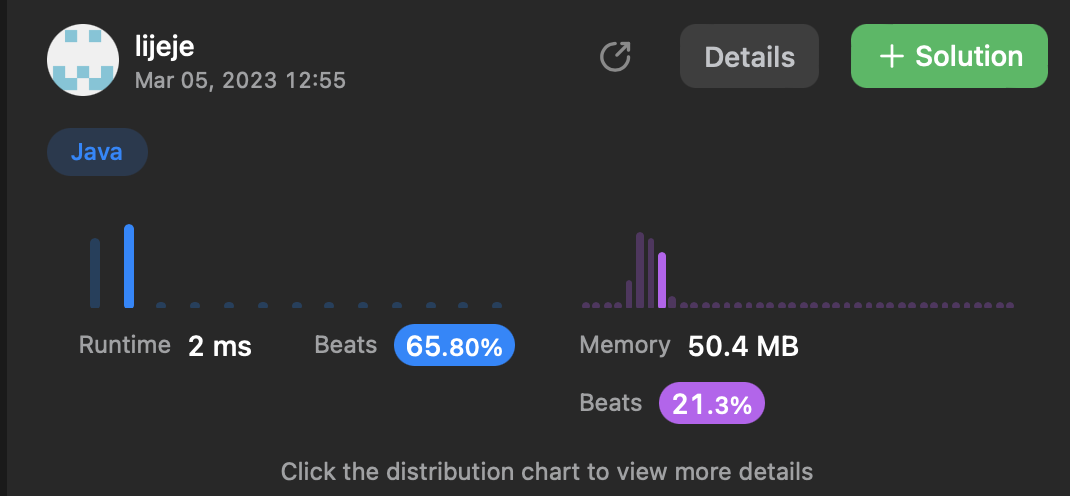 lijeje
Mar 05, 2023 12:55
Details
+ Solution
Java
Runtime 2 ms Beats 65.80%
Memory 50.4 MB
Beats 21.3%
Click the distribution chart to view more details